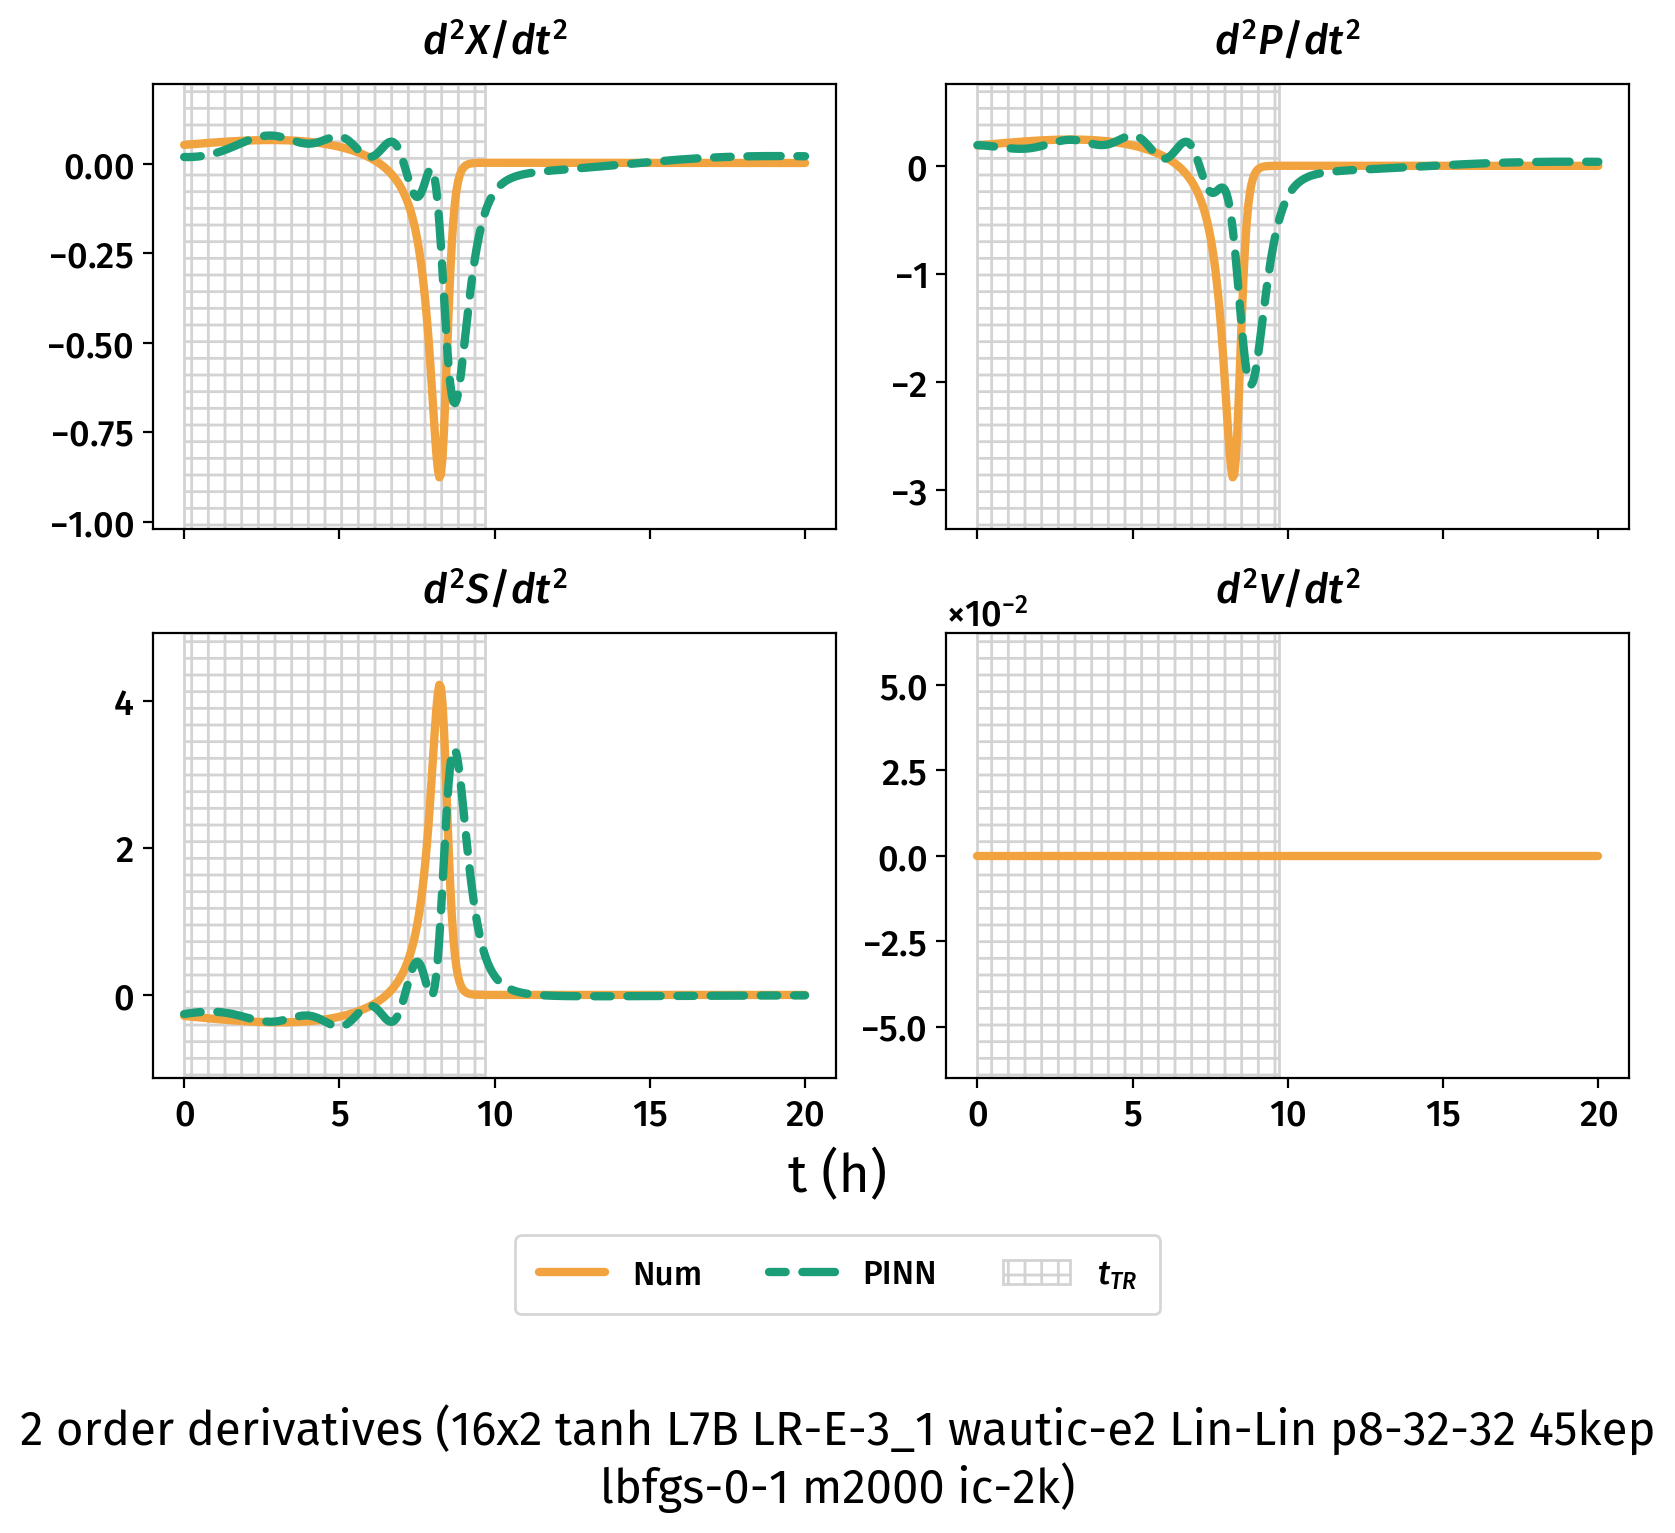 d²X/dt²
d²P/dt²
0.00
−0.25
−0.50
−0.75
−1.00
0
−1
−2
−3
d²S/dt²
d²V/dt²
×10⁻²
4
2
0
5.0
2.5
0.0
−2.5
−5.0
0 5 10 15 20
0 5 10 15 20
t (h)
Num PINN t_TR
2 order derivatives (16x2 tanh L7B LR-E-3_1 wautic-e2 Lin-Lin p8-32-32 45kep
lbfgs-0-1 m2000 ic-2k)